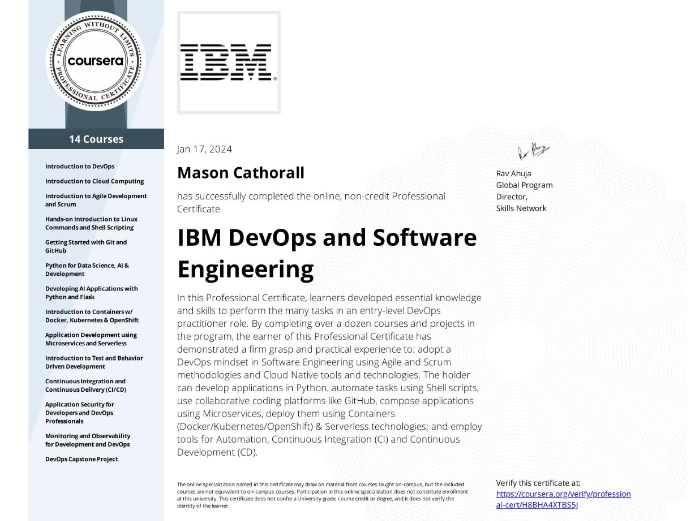 LEARNING WITHOUT LIMITS
coursera
PROFESSIONAL CERTIFICATE
14 Courses
Introduction to DevOps
Introduction to Cloud Computing
Introduction to Agile Development
and Scrum
Hands-on Introduction to Linux
Commands and Shell Scripting
Getting Started with Git and
GitHub
Python for Data Science, AI &
Development
Developing AI Applications with
Python and Flask
Introduction to Containers w/
Docker, Kubernetes & OpenShift
Application Development using
Microservices and Serverless
Introduction to Test and Behavior
Driven Development
Continuous Integration and
Continuous Delivery (CI/CD)
Application Security for
Developers and DevOps
Professionals
Monitoring and Observability
for Development and DevOps
DevOps Capstone Project
IBM
Jan 17, 2024
Mason Cathorall
has successfully completed the online, non-credit Professional
Certificate
IBM DevOps and Software
Engineering
In this Professional Certificate, learners developed essential knowledge
and skills to perform the many tasks in an entry-level DevOps
practitioner role. By completing over a dozen courses and projects in
the program, the earner of this Professional Certificate has
demonstrated a firm grasp and practical experience to: adopt a
DevOps mindset in Software Engineering using Agile and Scrum
methodologies and Cloud Native tools and technologies. The holder
can develop applications in Python, automate tasks using Shell scripts,
use collaborative coding platforms like GitHub, compose applications
using Microservices, deploy them using Containers
(Docker/Kubernetes/OpenShift) & Serverless technologies; and employ
tools for Automation, Continuous Integration (CI) and Continuous
Development (CD).
The online specialization named in this certificate may draw on material from courses taught on-campus, but the included
courses are not equivalent to on-campus courses. Participation in this online specialization does not constitute enrollment
at this university. This certificate does not confer a University grade, course credit or degree, and it does not verify the
identity of the learner.
Rav Ahuja
Global Program
Director,
Skills Network
Verify this certificate at:
https://coursera.org/verify/profession
al-cert/H8BHA4XTBS5J